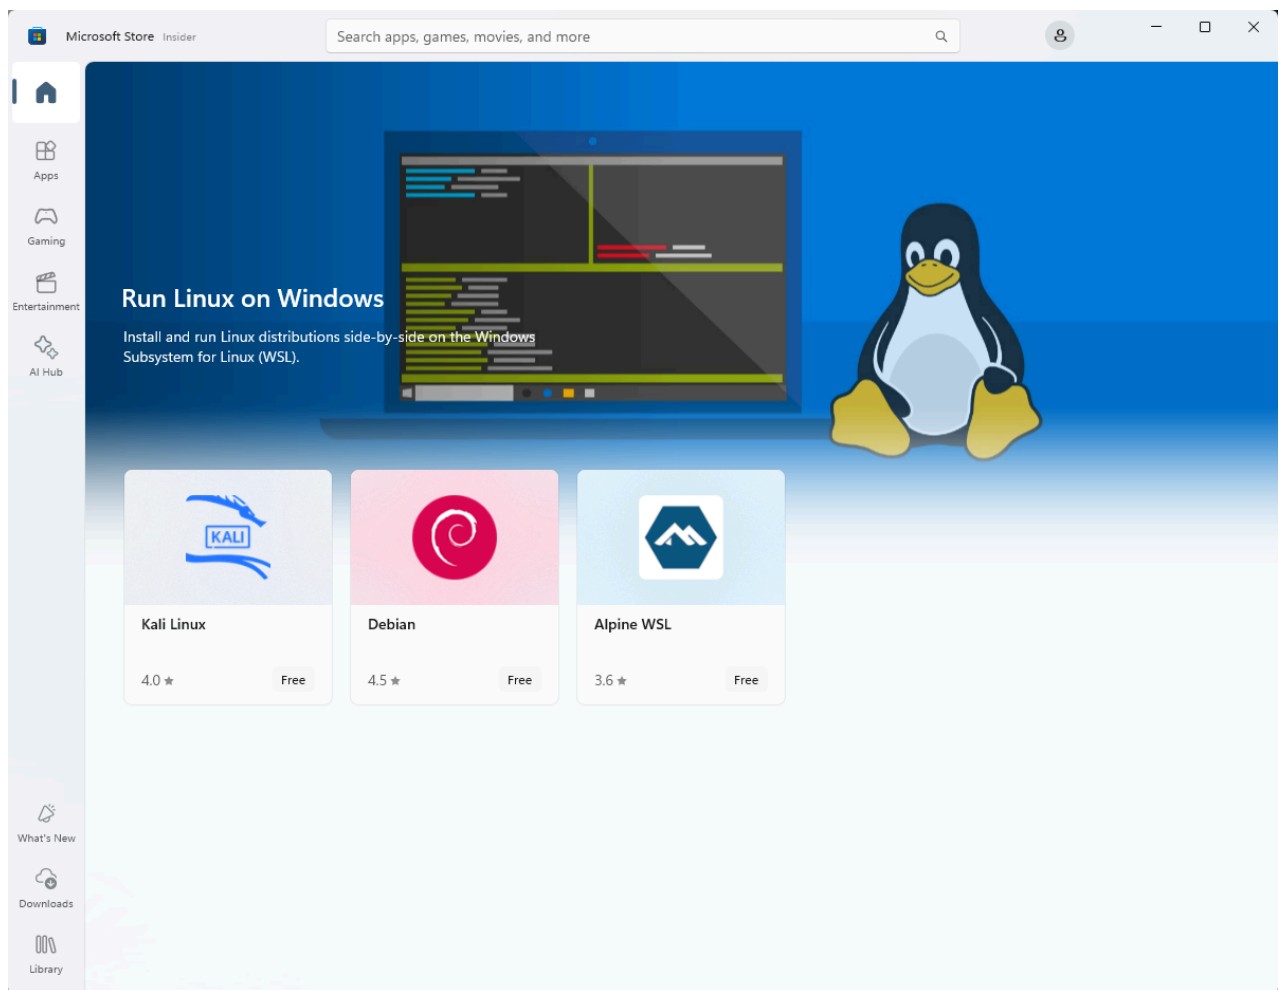 Microsoft Store Insider
Search apps, games, movies, and more
Apps
Gaming
Entertainment
AI Hub
Run Linux on Windows
Install and run Linux distributions side-by-side on the Windows
Subsystem for Linux (WSL).
KALI
Kali Linux
4.0 ★ Free
Debian
4.5 ★ Free
Alpine WSL
3.6 ★ Free
What's New
Downloads
Library